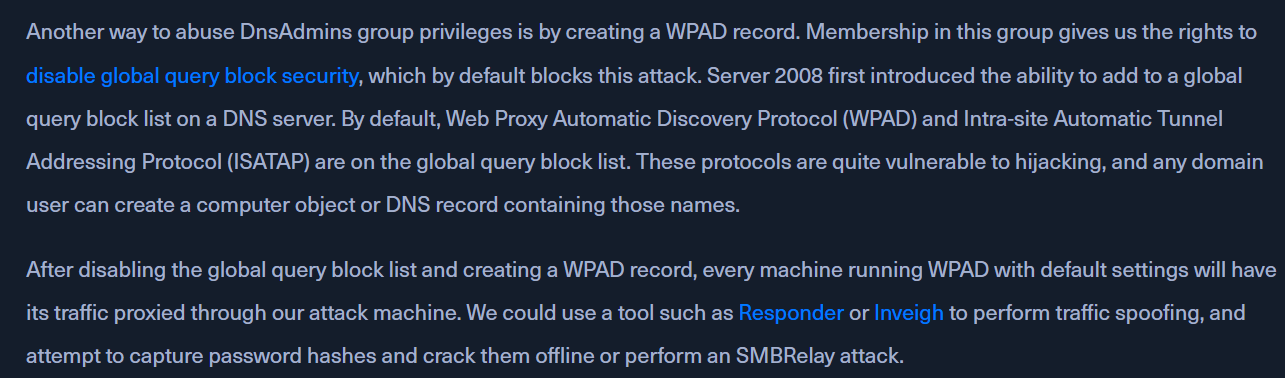 Another way to abuse DnsAdmins group privileges is by creating a WPAD record. Membership in this group gives us the rights to
disable global query block security, which by default blocks this attack. Server 2008 first introduced the ability to add to a global
query block list on a DNS server. By default, Web Proxy Automatic Discovery Protocol (WPAD) and Intra-site Automatic Tunnel
Addressing Protocol (ISATAP) are on the global query block list. These protocols are quite vulnerable to hijacking, and any domain
user can create a computer object or DNS record containing those names.
After disabling the global query block list and creating a WPAD record, every machine running WPAD with default settings will have
its traffic proxied through our attack machine. We could use a tool such as Responder or Inveigh to perform traffic spoofing, and
attempt to capture password hashes and crack them offline or perform an SMBRelay attack.